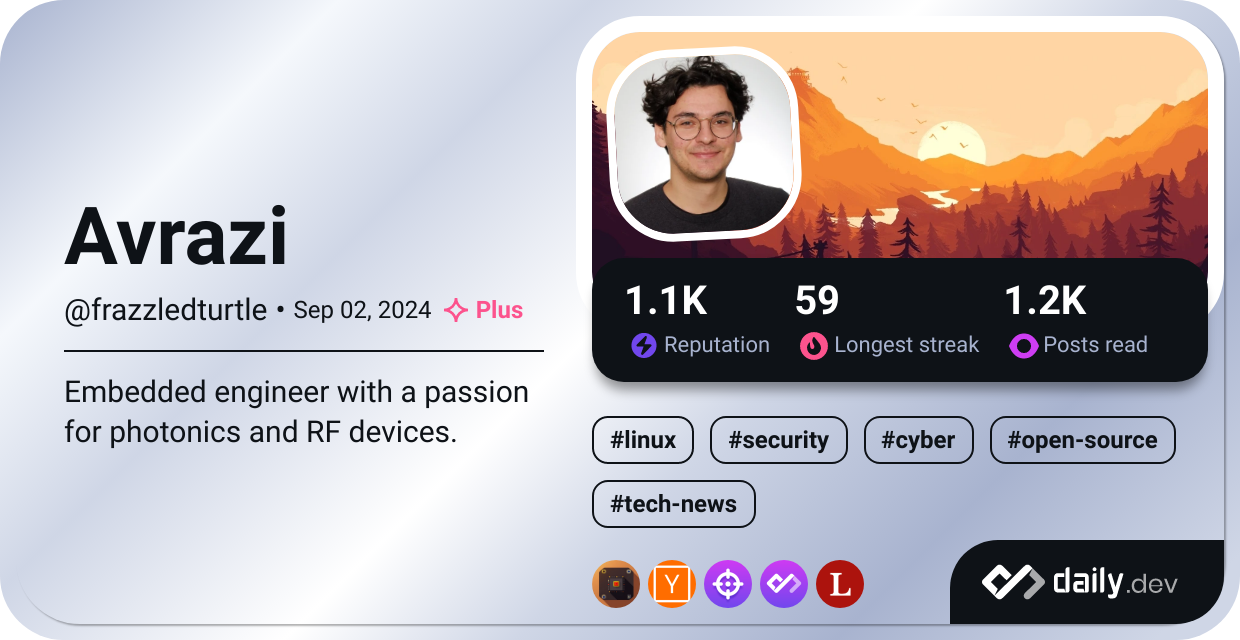 Avrazi
@frazzledturtle • Sep 02, 2024 Plus
Embedded engineer with a passion
for photonics and RF devices.
1.1K 59 1.2K
Reputation Longest streak Posts read
#linux #security #cyber #open-source
#tech-news
Y L
daily.dev